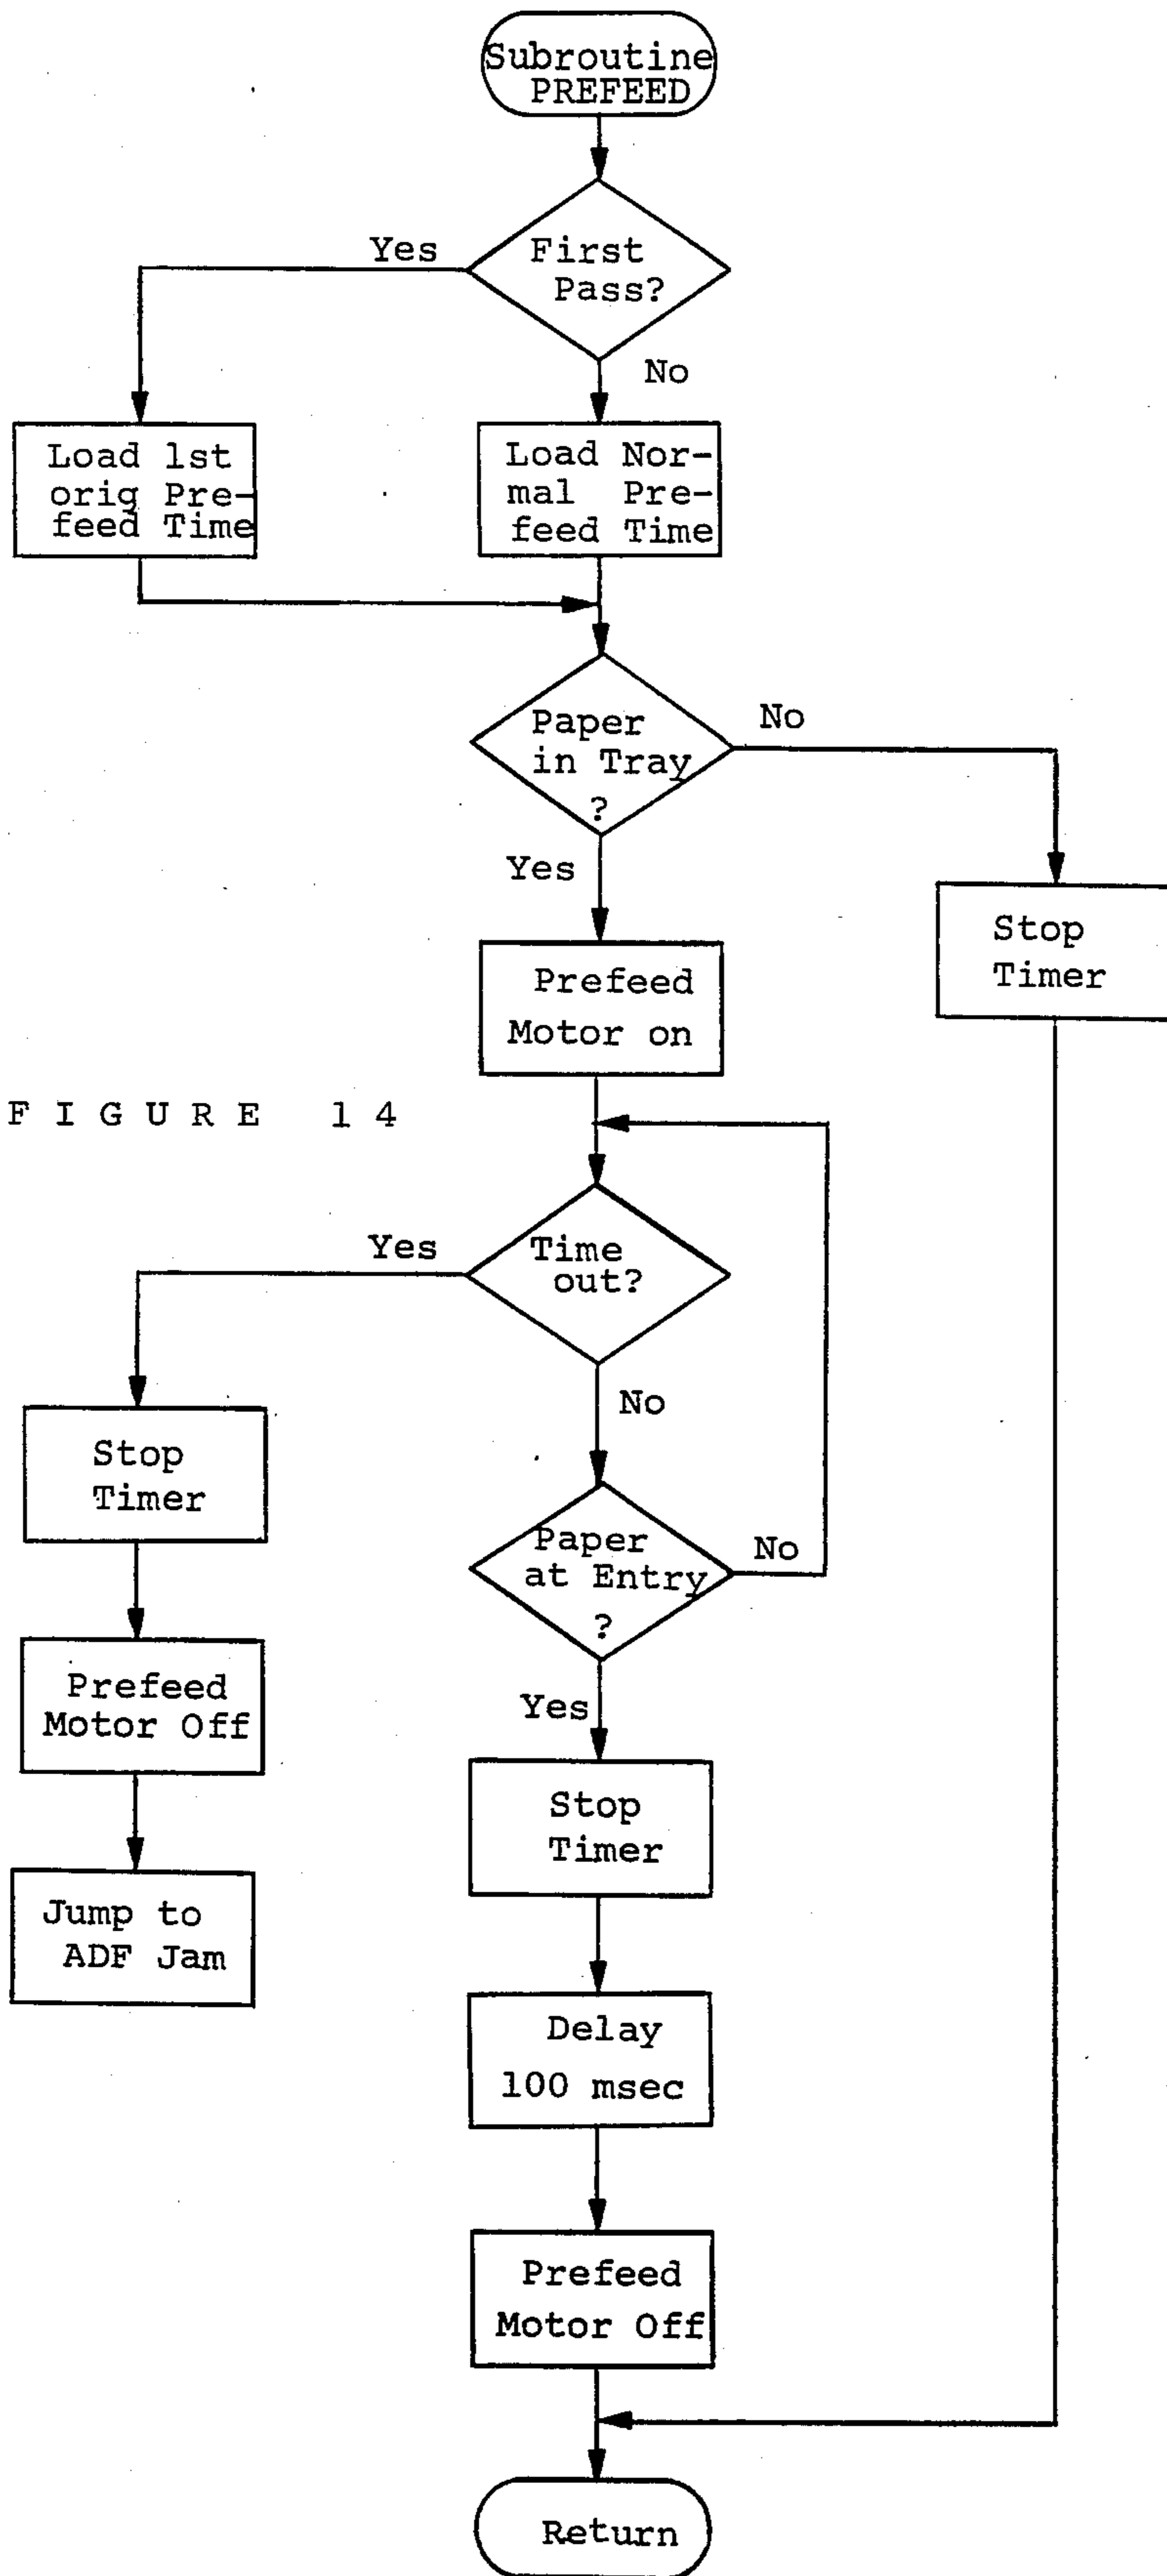 Subroutine
PREFEED
First
Pass?
Yes
No
Load 1st
orig Pre-
feed Time
Load Nor-
mal Pre-
feed Time
Paper
in Tray
?
No
Yes
Stop
Timer
Prefeed
Motor on
FIGURE 14
Time
out?
Yes
No
Stop
Timer
Paper
at Entry
?
No
Yes
Prefeed
Motor Off
Stop
Timer
Jump to
ADF Jam
Delay
100 msec
Prefeed
Motor Off
Return